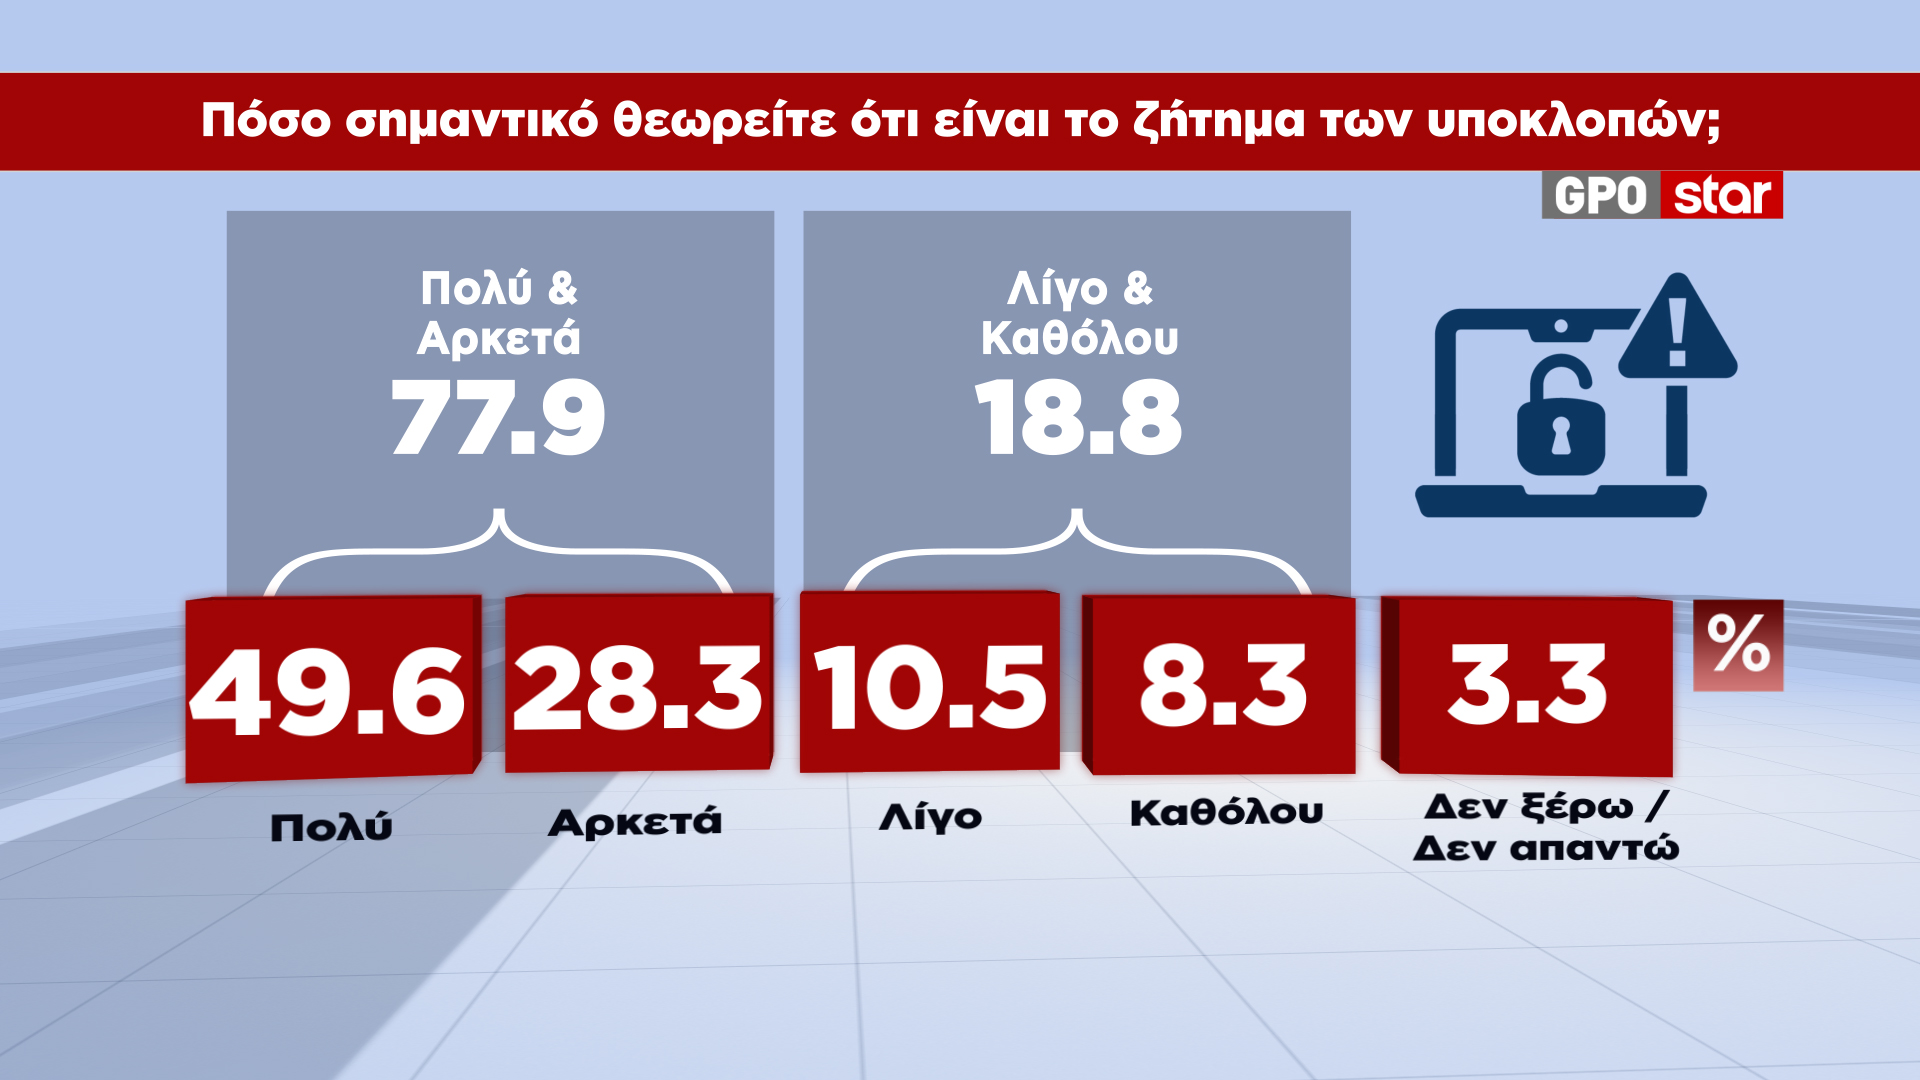 Πόσο σημαντικό θεωρείτε ότι είναι το ζήτημα των υποκλοπών;
GPO star
Πολύ &
Αρκετά
77.9
Λίγο &
Καθόλου
18.8
49.6
28.3
10.5
8.3
3.3
%
Πολύ
Αρκετά
Λίγο
Καθόλου
Δεν ξέρω /
Δεν απαντώ